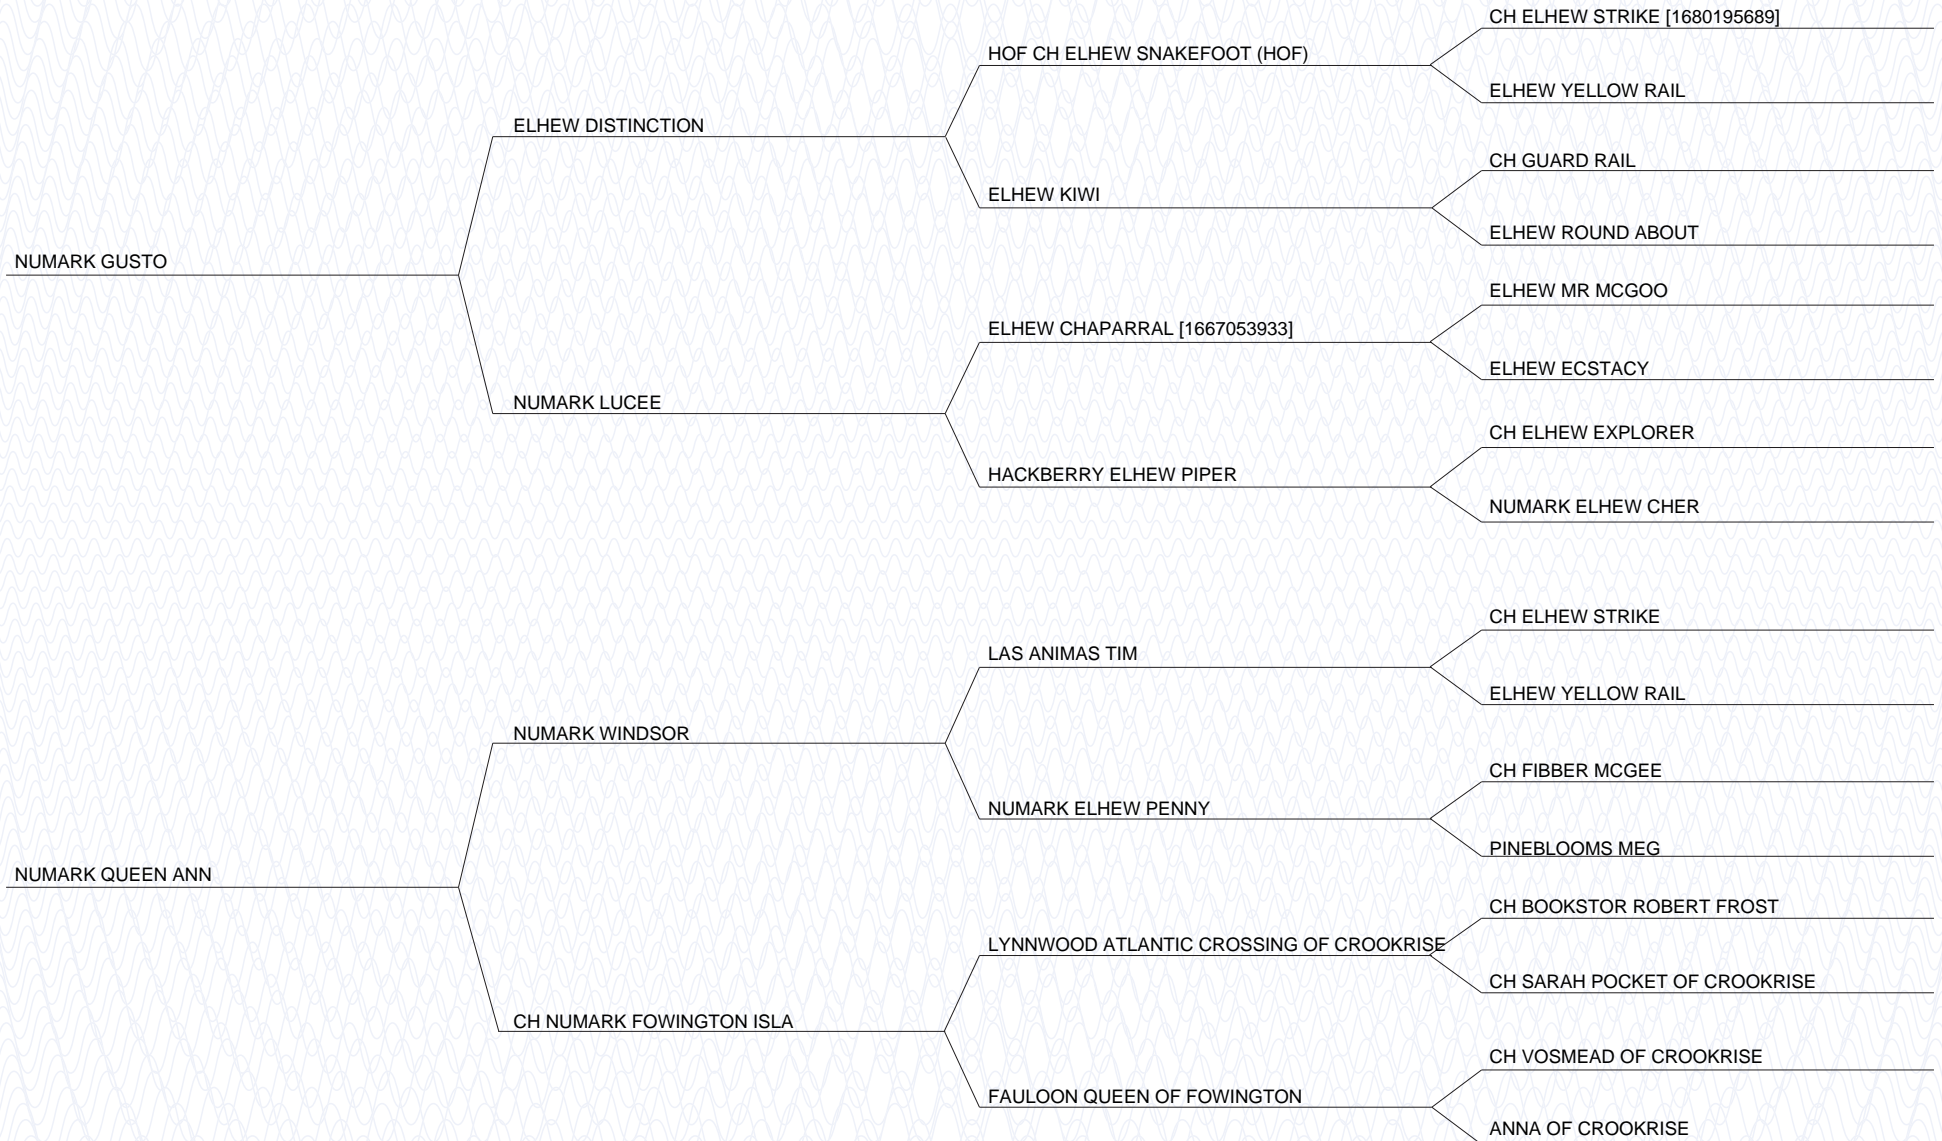 CH ELHEW STRIKE [1680195689]
HOF CH ELHEW SNAKEFOOT (HOF)
ELHEW YELLOW RAIL
ELHEW DISTINCTION
CH GUARD RAIL
ELHEW KIWI
ELHEW ROUND ABOUT
NUMARK GUSTO
ELHEW MR MCGOO
ELHEW CHAPARRAL [1667053933]
ELHEW ECSTACY
NUMARK LUCEE
CH ELHEW EXPLORER
HACKBERRY ELHEW PIPER
NUMARK ELHEW CHER
CH ELHEW STRIKE
LAS ANIMAS TIM
ELHEW YELLOW RAIL
NUMARK WINDSOR
CH FIBBER MCGEE
NUMARK ELHEW PENNY
PINEBLOOMS MEG
NUMARK QUEEN ANN
CH BOOKSTOR ROBERT FROST
LYNNWOOD ATLANTIC CROSSING OF CROOKRISE
CH SARAH POCKET OF CROOKRISE
CH NUMARK FOWINGTON ISLA
CH VOSMEAD OF CROOKRISE
FAULOON QUEEN OF FOWINGTON
ANNA OF CROOKRISE